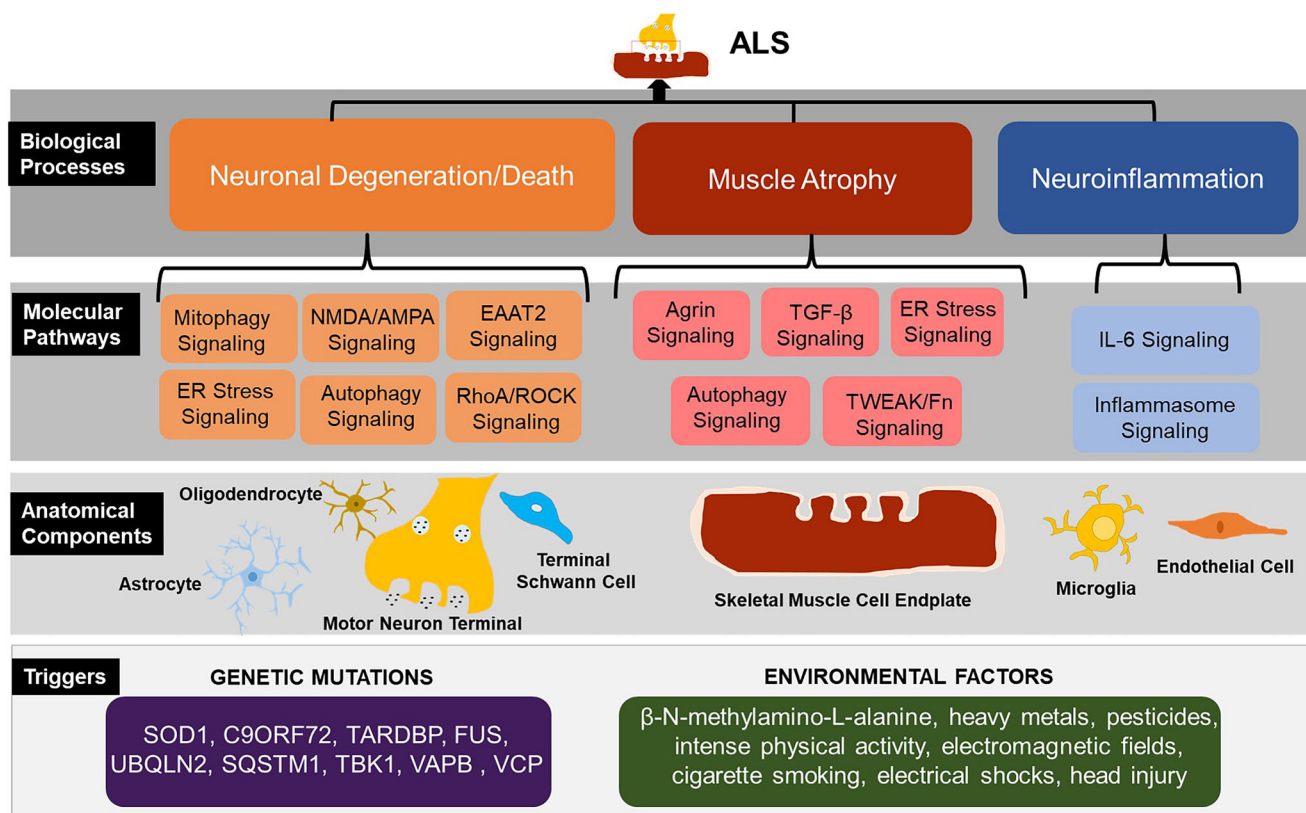 ALS
Biological
Processes
Neuronal Degeneration/Death
Muscle Atrophy
Neuroinflammation
Molecular
Pathways
Mitophagy
Signaling
NMDA/AMPA
Signaling
EAAT2
Signaling
ER Stress
Signaling
Autophagy
Signaling
RhoA/ROCK
Signaling
Agrin
Signaling
TGF-β
Signaling
ER Stress
Signaling
Autophagy
Signaling
TWEAK/Fn
Signaling
IL-6 Signaling
Inflammasome
Signaling
Anatomical
Components
Oligodendrocyte
Astrocyte
Motor Neuron Terminal
Terminal
Schwann Cell
Skeletal Muscle Cell Endplate
Microglia
Endothelial Cell
Triggers
GENETIC MUTATIONS
SOD1, C9ORF72, TARDBP, FUS,
UBQLN2, SQSTM1, TBK1, VAPB , VCP
ENVIRONMENTAL FACTORS
β-N-methylamino-L-alanine, heavy metals, pesticides,
intense physical activity, electromagnetic fields,
cigarette smoking, electrical shocks, head injury